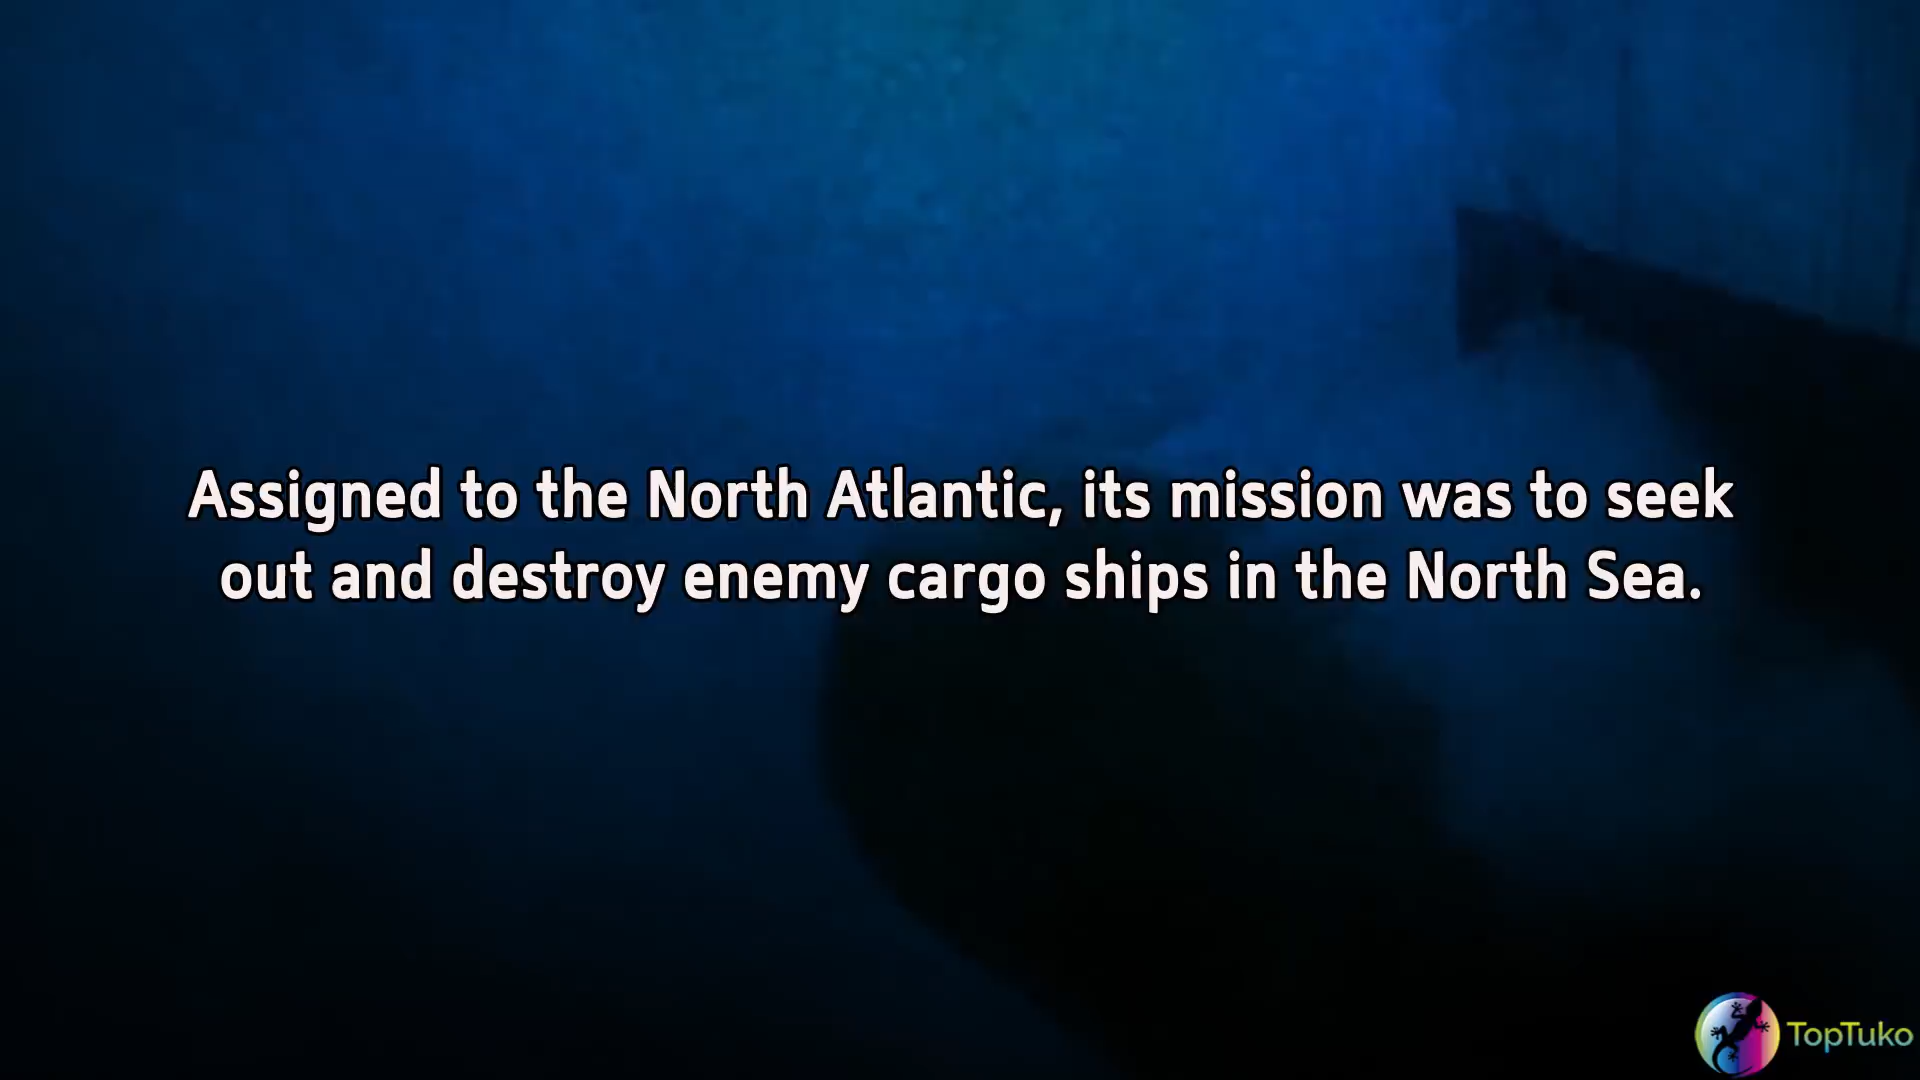 Assigned to the North Atlantic, its mission was to seek
out and destroy enemy cargo ships in the North Sea.
TopTuko